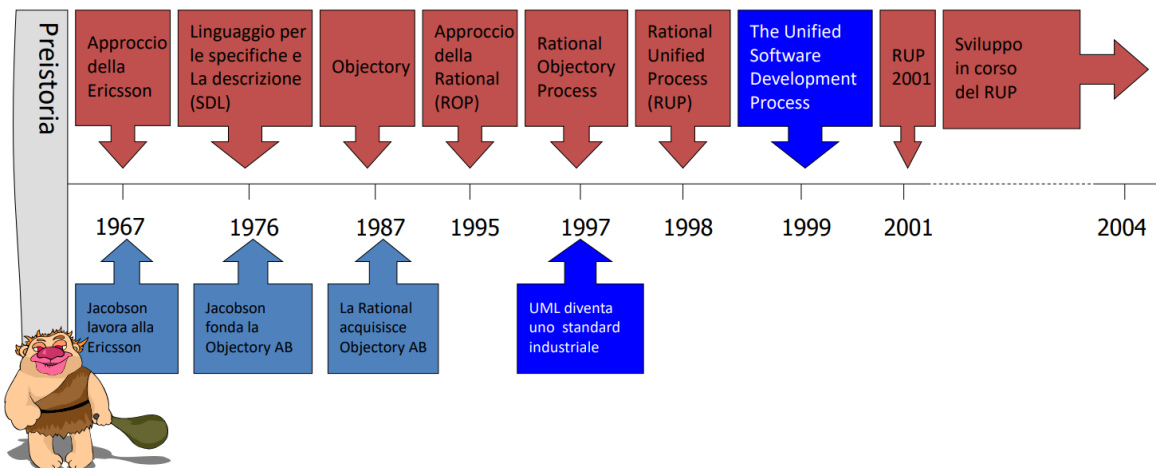 Preistoria
Approccio
della
Ericsson
Linguaggio per
le specifiche e
La descrizione
(SDL)
Objectory
Approccio
della
Rational
(ROP)
Rational
Objectory
Process
Rational
Unified
Process
(RUP)
The Unified
Software
Development
Process
RUP
2001
Sviluppo
in corso
del RUP
1967
1976
1987
1995
1997
1998
1999
2001
2004
Jacobson
lavora alla
Ericsson
Jacobson
fonda la
Objectory AB
La Rational
acquisisce
Objectory AB
UML diventa
uno standard
industriale